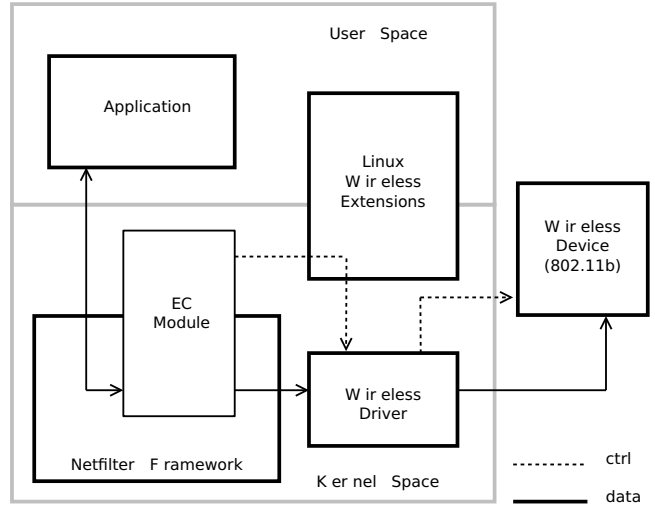 User Space
Application
Linux
W ir eless
Extensions
W ir eless
Device
(802.11b)
EC
Module
W ir eless
Driver
Netfilter F ramework
K er nel Space
ctrl
data